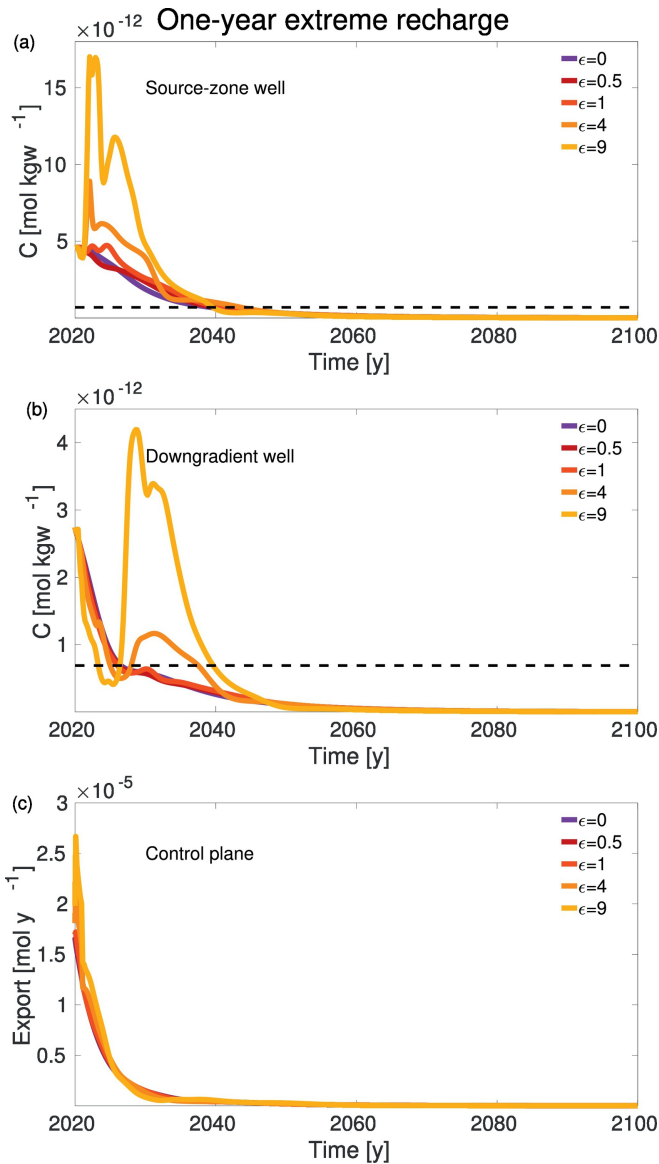 One-year extreme recharge
(a)
×10 -12
Source-zone well
ϵ=0
ϵ=0.5
ϵ=1
ϵ=4
ϵ=9
15
10
5
C [mol kgw -1]
2020 2040 2060 2080 2100
Time [y]
(b)
×10 -12
Downgradient well
ϵ=0
ϵ=0.5
ϵ=1
ϵ=4
ϵ=9
4
3
2
1
C [mol kgw -1]
2020 2040 2060 2080 2100
Time [y]
(c)
×10 -5
Control plane
ϵ=0
ϵ=0.5
ϵ=1
ϵ=4
ϵ=9
3
2.5
2
1.5
1
0.5
Export [mol y -1]
2020 2040 2060 2080 2100
Time [y]